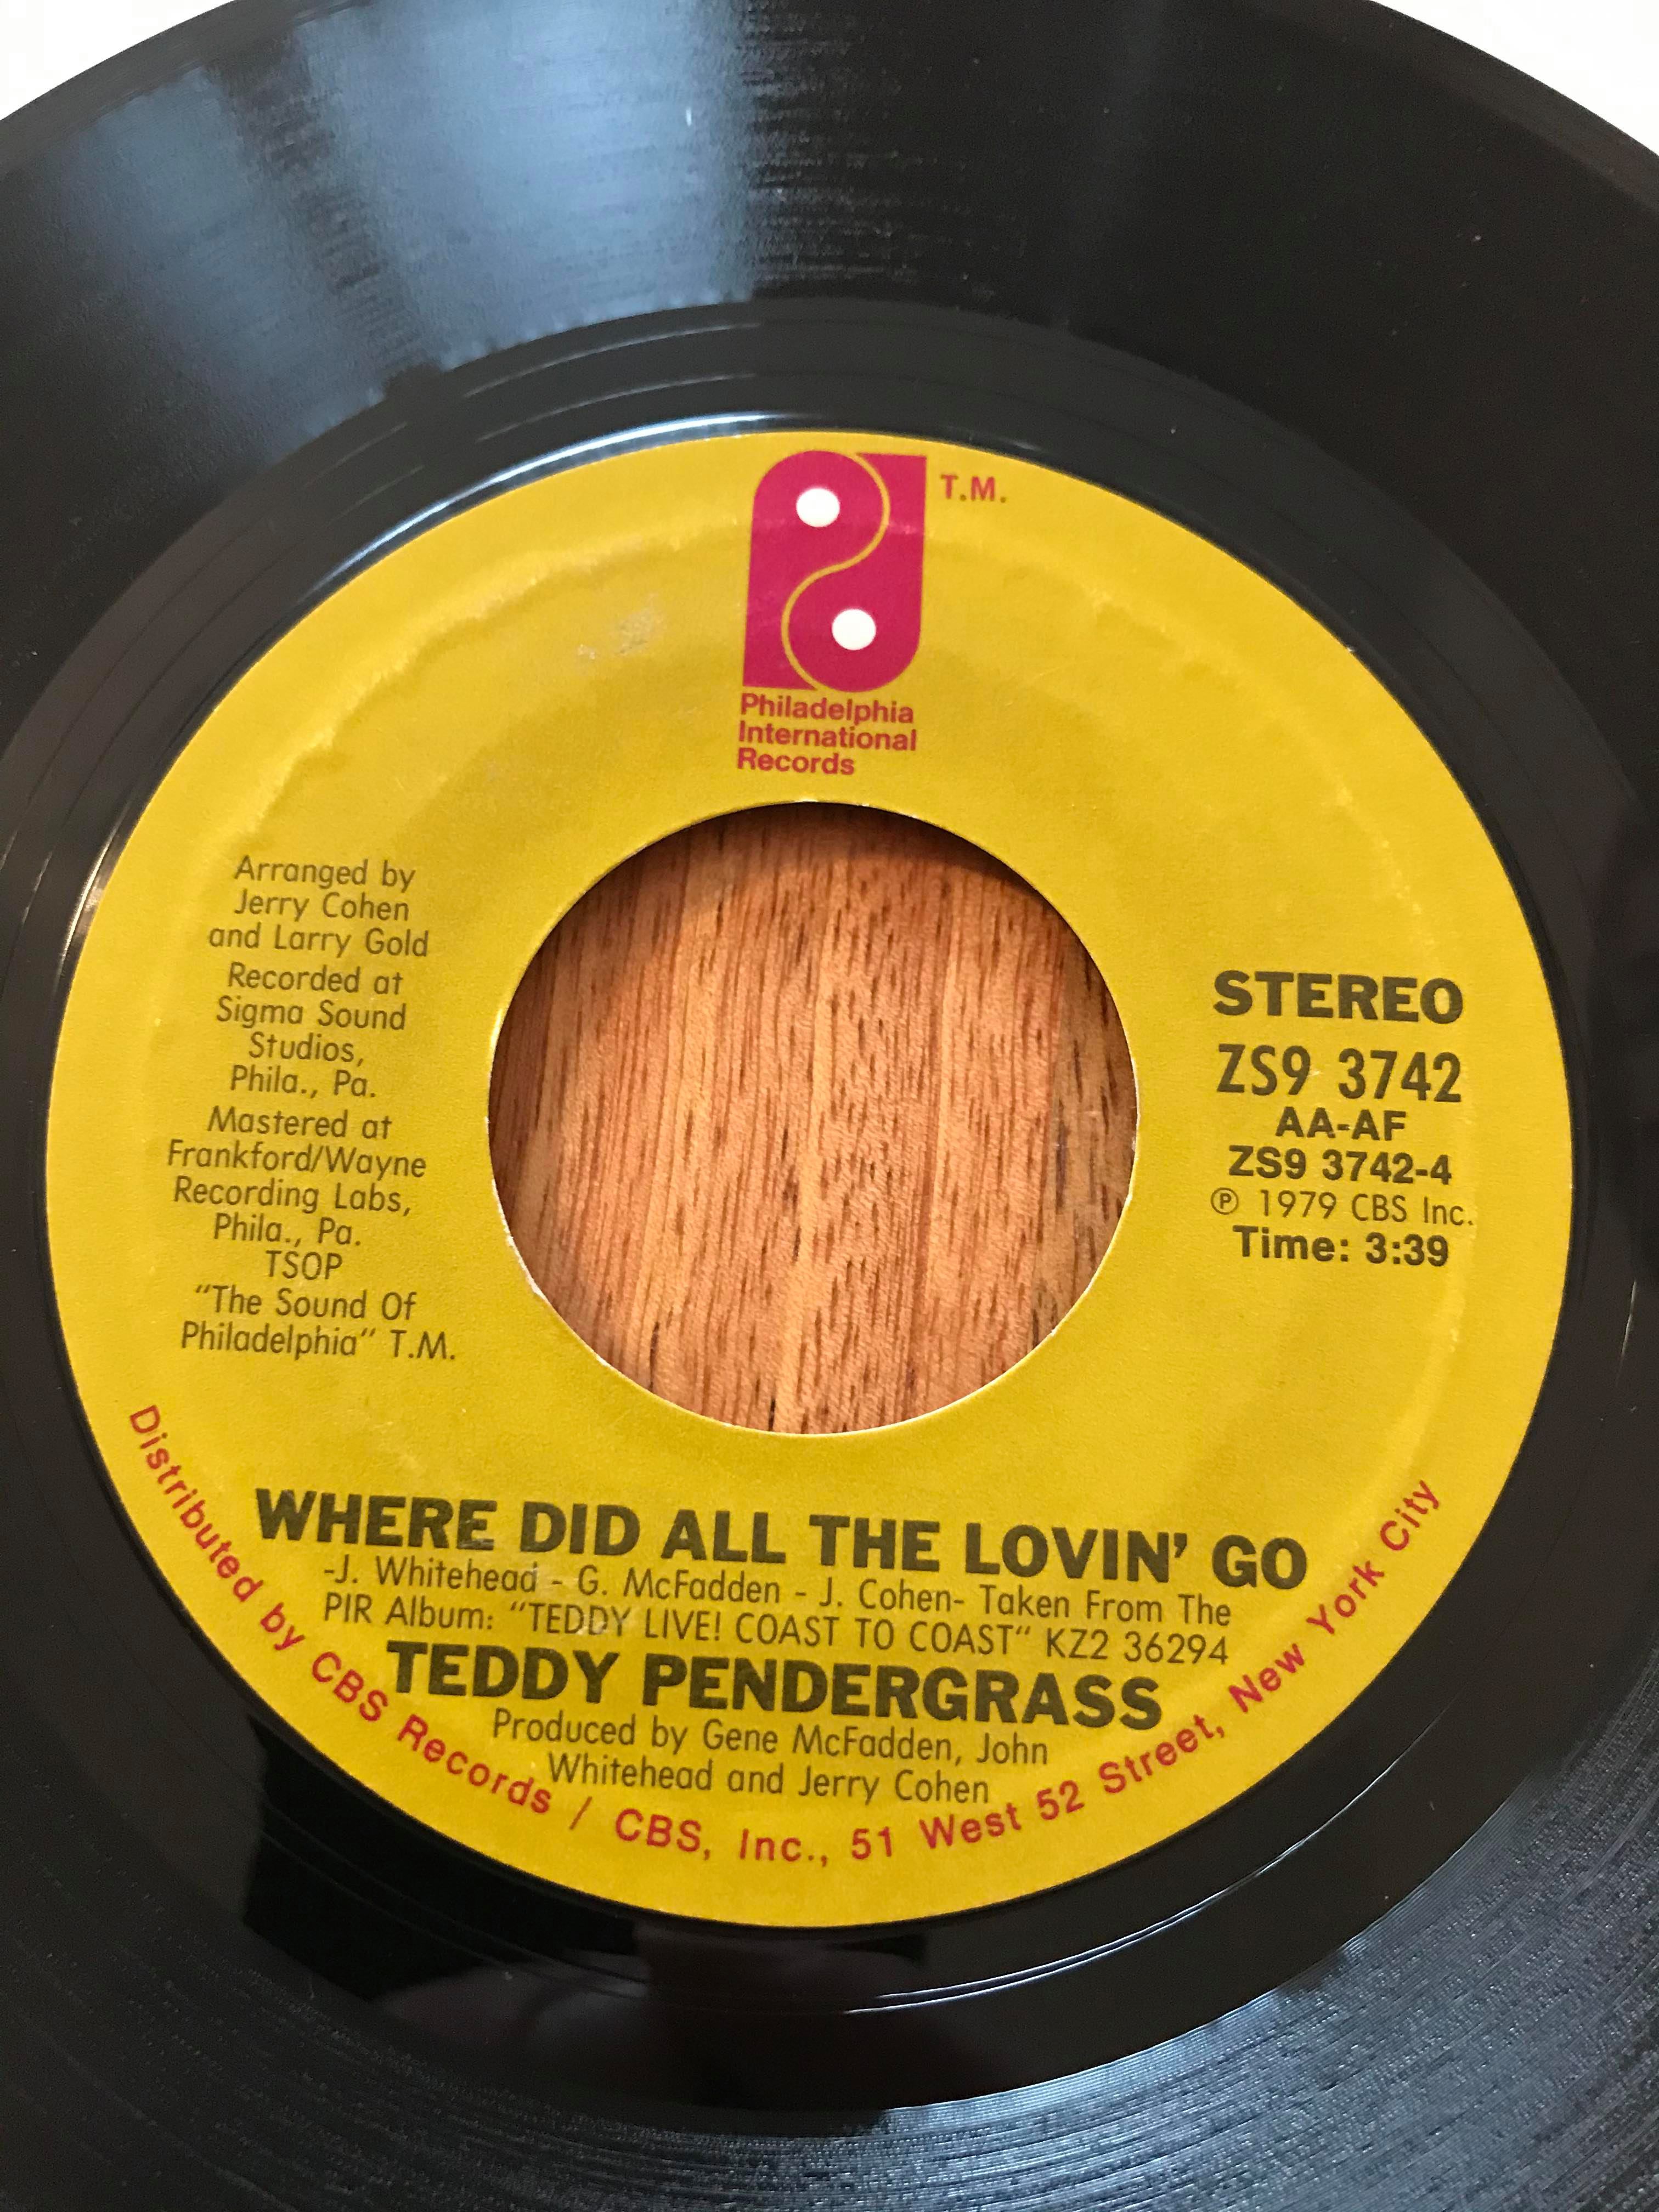 T.M.
Philadelphia
International
Records
Arranged by
Jerry Cohen
and Larry Gold
Recorded at
Sigma Sound
Studios,
Phila., Pa.
Mastered at
Frankford/Wayne
Recording Labs,
Phila., Pa.
TSOP
"The Sound Of
Philadelphia" T.M.
STEREO
ZS9 3742
AA-AF
ZS9 3742-4
℗ 1979 CBS Inc.
Time: 3:39
WHERE DID ALL THE LOVIN' GO
-J. Whitehead - G. McFadden - J. Cohen- Taken From The
PIR Album: "TEDDY LIVE! COAST TO COAST" KZ2 36294
TEDDY PENDERGRASS
Produced by Gene McFadden, John
Whitehead and Jerry Cohen
Distributed by CBS Records / CBS, Inc., 51 West 52 Street, New York City